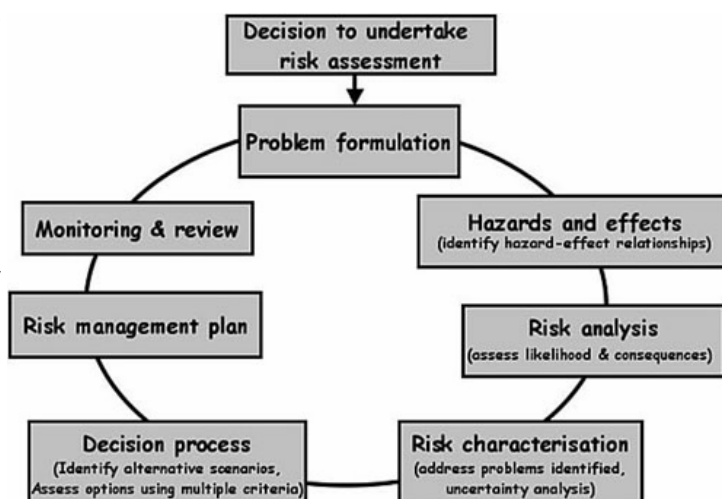 Decision to undertake
risk assessment
Problem formulation
Hazards and effects
(identify hazard-effect relationships)
Risk analysis
(assess likelihood & consequences)
Risk characterisation
(address problems identified,
uncertainty analysis)
Decision process
(Identify alternative scenarios,
Assess options using multiple criteria)
Risk management plan
Monitoring & review